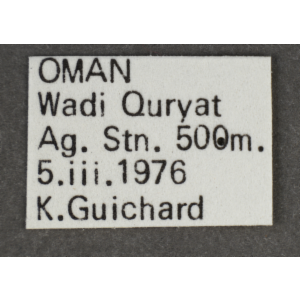 OMAN
Wadi Quryat
Ag. Stn. 500m.
5.iii.1976
K.Guichard